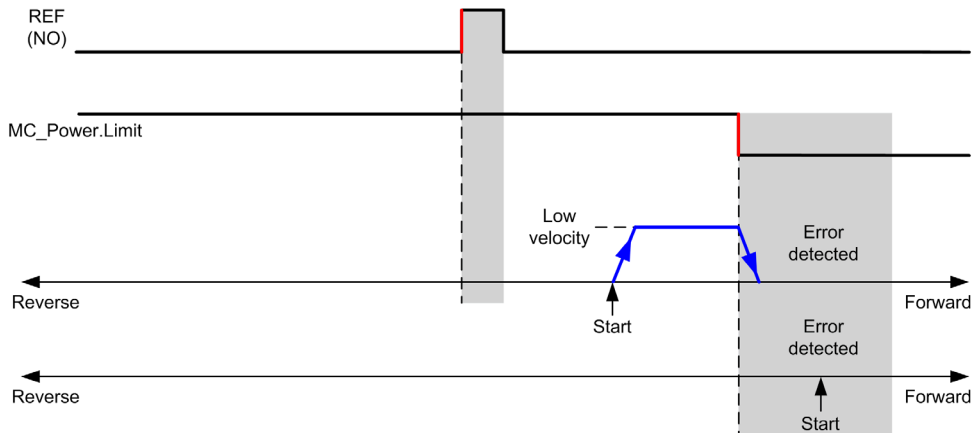 REF
(NO)
MC_Power.Limit
Low
velocity
Error
detected
Reverse
Forward
Start
Error
detected
Reverse
Forward
Start